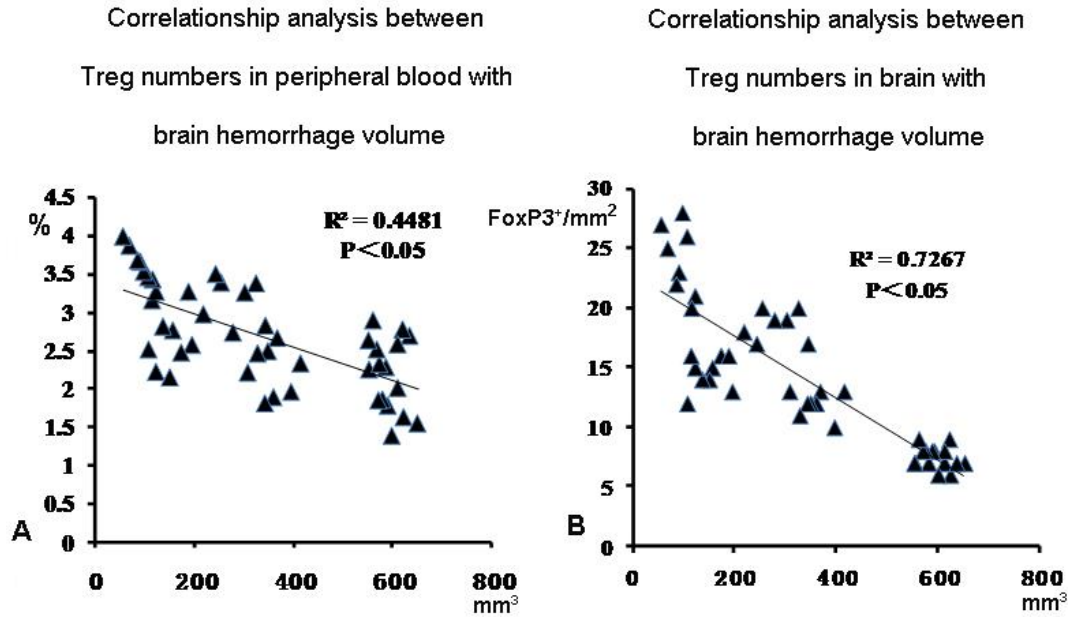 Correlationship analysis between
Treg numbers in peripheral blood with
brain hemorrhage volume
4.5
%
R² = 0.4481
P<0.05
4
3.5
3
2.5
2
1.5
1
0.5
0
A
0 200 400 600 800
mm³
Correlationship analysis between
Treg numbers in brain with
brain hemorrhage volume
30
FoxP3⁺/mm²
25
R² = 0.7267
P<0.05
20
15
10
5
0
B
0 200 400 600 800
mm³